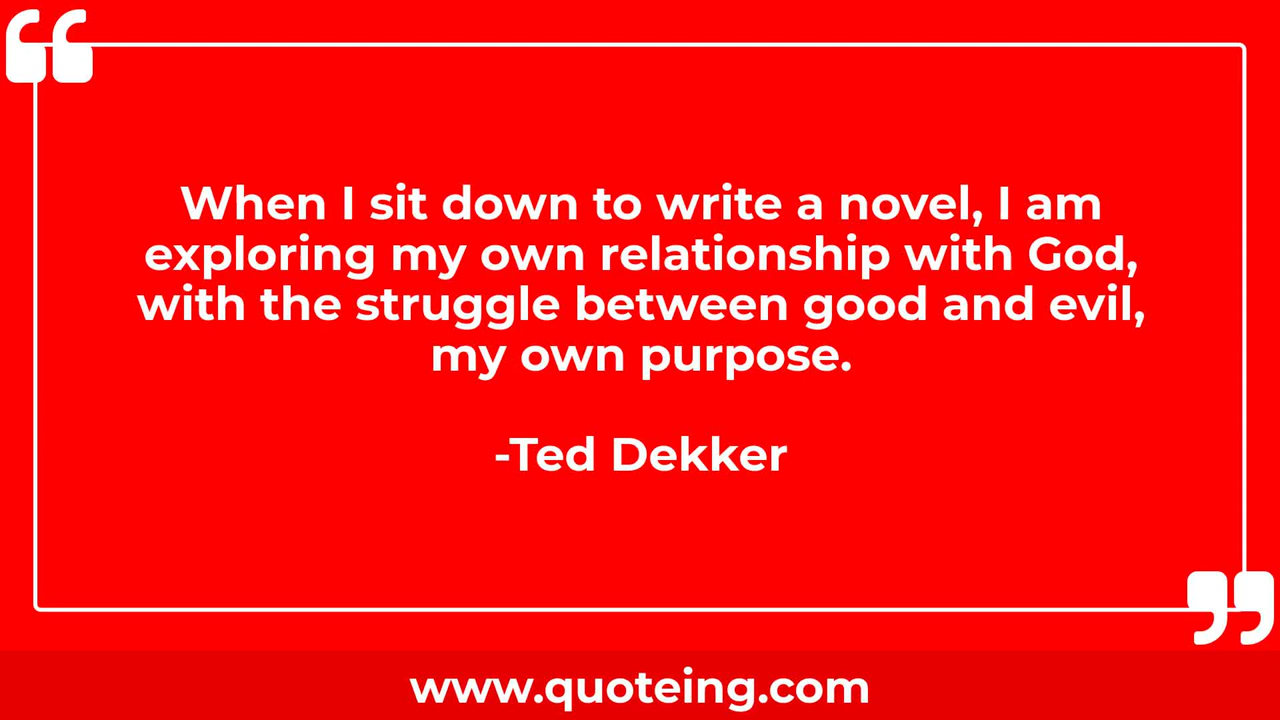 When I sit down to write a novel, I am
exploring my own relationship with God,
with the struggle between good and evil,
my own purpose.
-Ted Dekker
www.quoteing.com